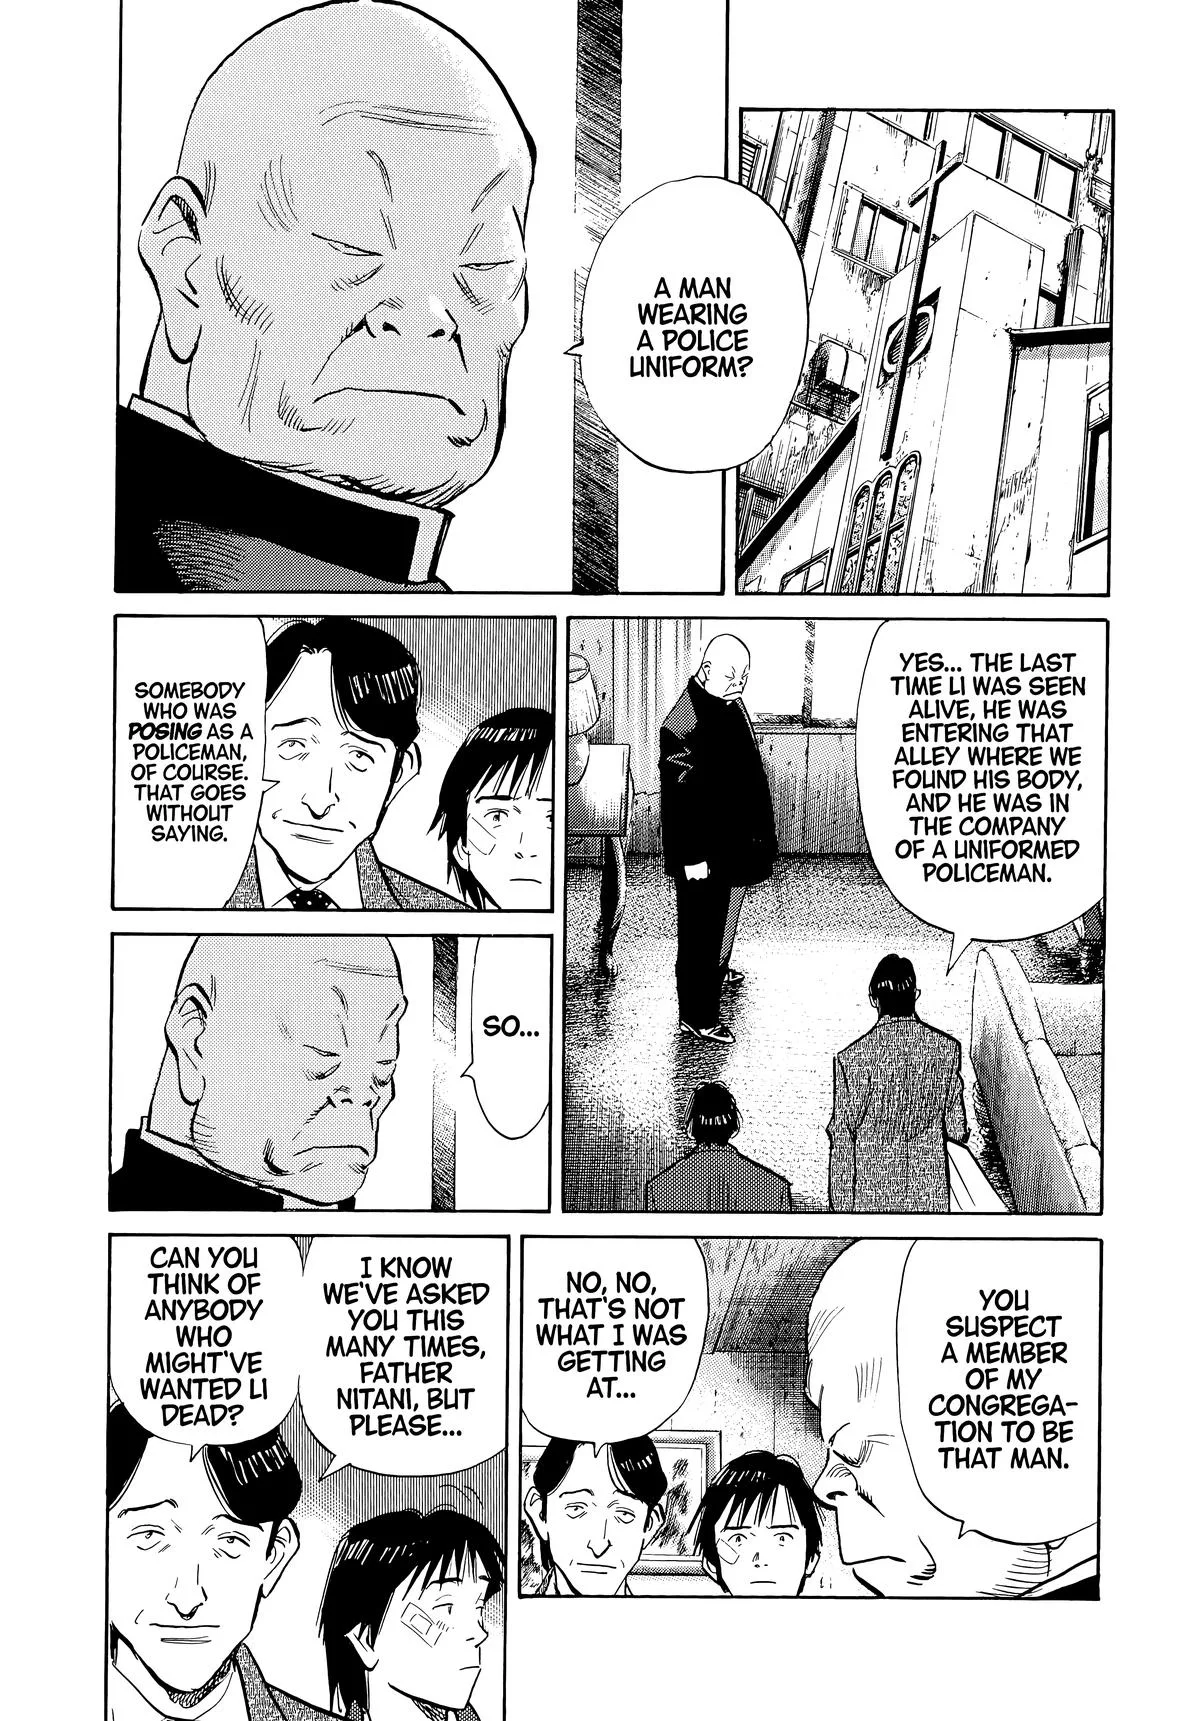 A MAN
WEARING
A POLICE
UNIFORM?
YES... THE LAST
TIME LI WAS SEEN
ALIVE, HE WAS
ENTERING THAT
ALLEY WHERE WE
FOUND HIS BODY,
AND HE WAS IN
THE COMPANY
OF A UNIFORMED
POLICEMAN.
SOMEBODY
WHO WAS
POSING AS A
POLICEMAN,
OF COURSE.
THAT GOES
WITHOUT
SAYING.
SO...
YOU
SUSPECT
A MEMBER
OF MY
CONGREGA-
TION TO BE
THAT MAN.
NO, NO,
THAT'S NOT
WHAT I WAS
GETTING
AT...
I KNOW
WE'VE ASKED
YOU THIS
MANY TIMES,
FATHER
NITANI, BUT
PLEASE...
CAN YOU
THINK OF
ANYBODY
WHO
MIGHT'VE
WANTED LI
DEAD?